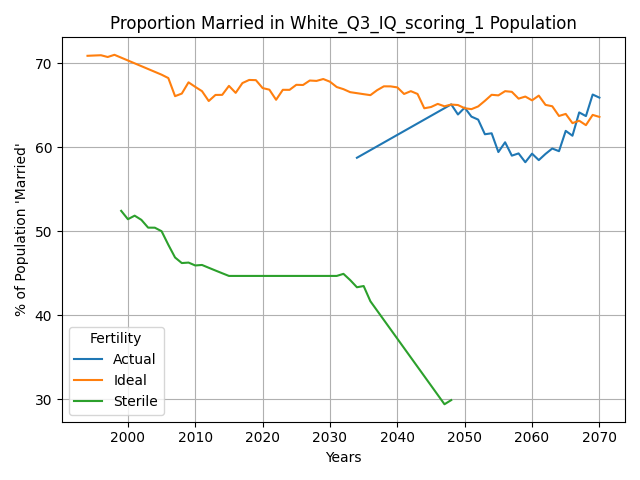 Proportion Married in White_Q3_IQ_scoring_1 Population
% of Population 'Married'
70
60
50
40
30
Fertility
Actual
Ideal
Sterile
2000 2010 2020 2030 2040 2050 2060 2070
Years